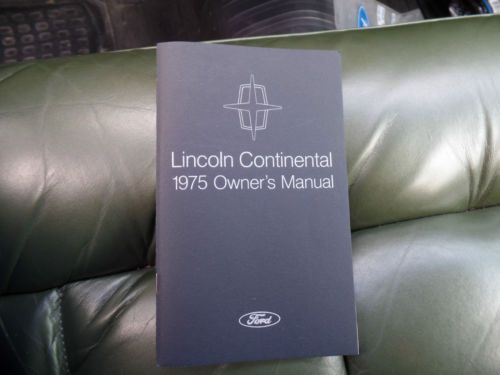 Lincoln Continental
1975 Owner's Manual
Ford